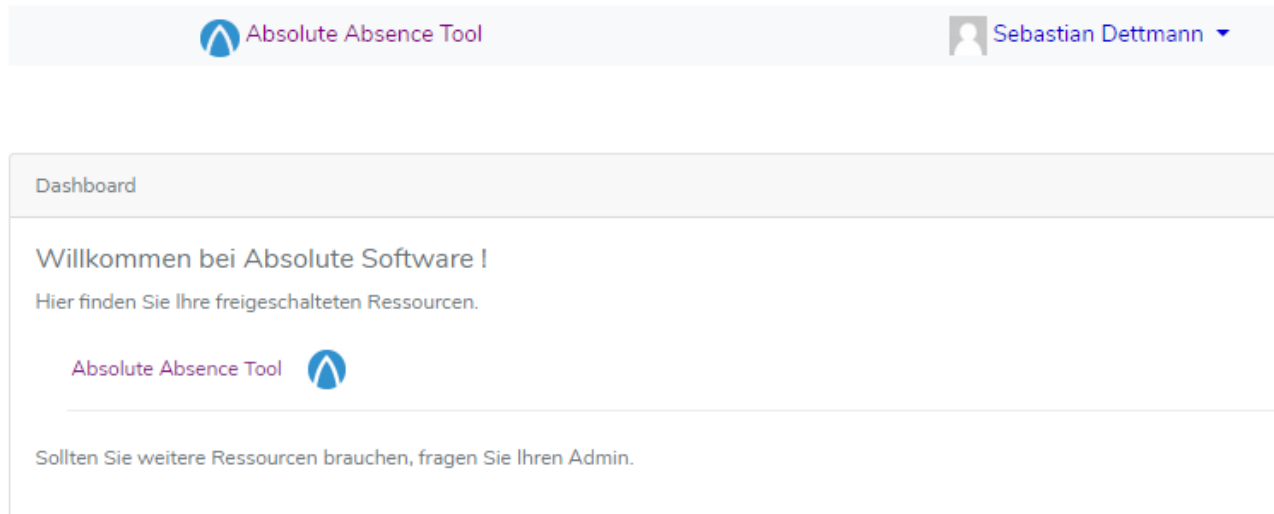 Absolute Absence Tool
Sebastian Dettmann
Dashboard
Willkommen bei Absolute Software !
Hier finden Sie Ihre freigeschalteten Ressourcen.
Absolute Absence Tool
Sollten Sie weitere Ressourcen brauchen, fragen Sie Ihren Admin.